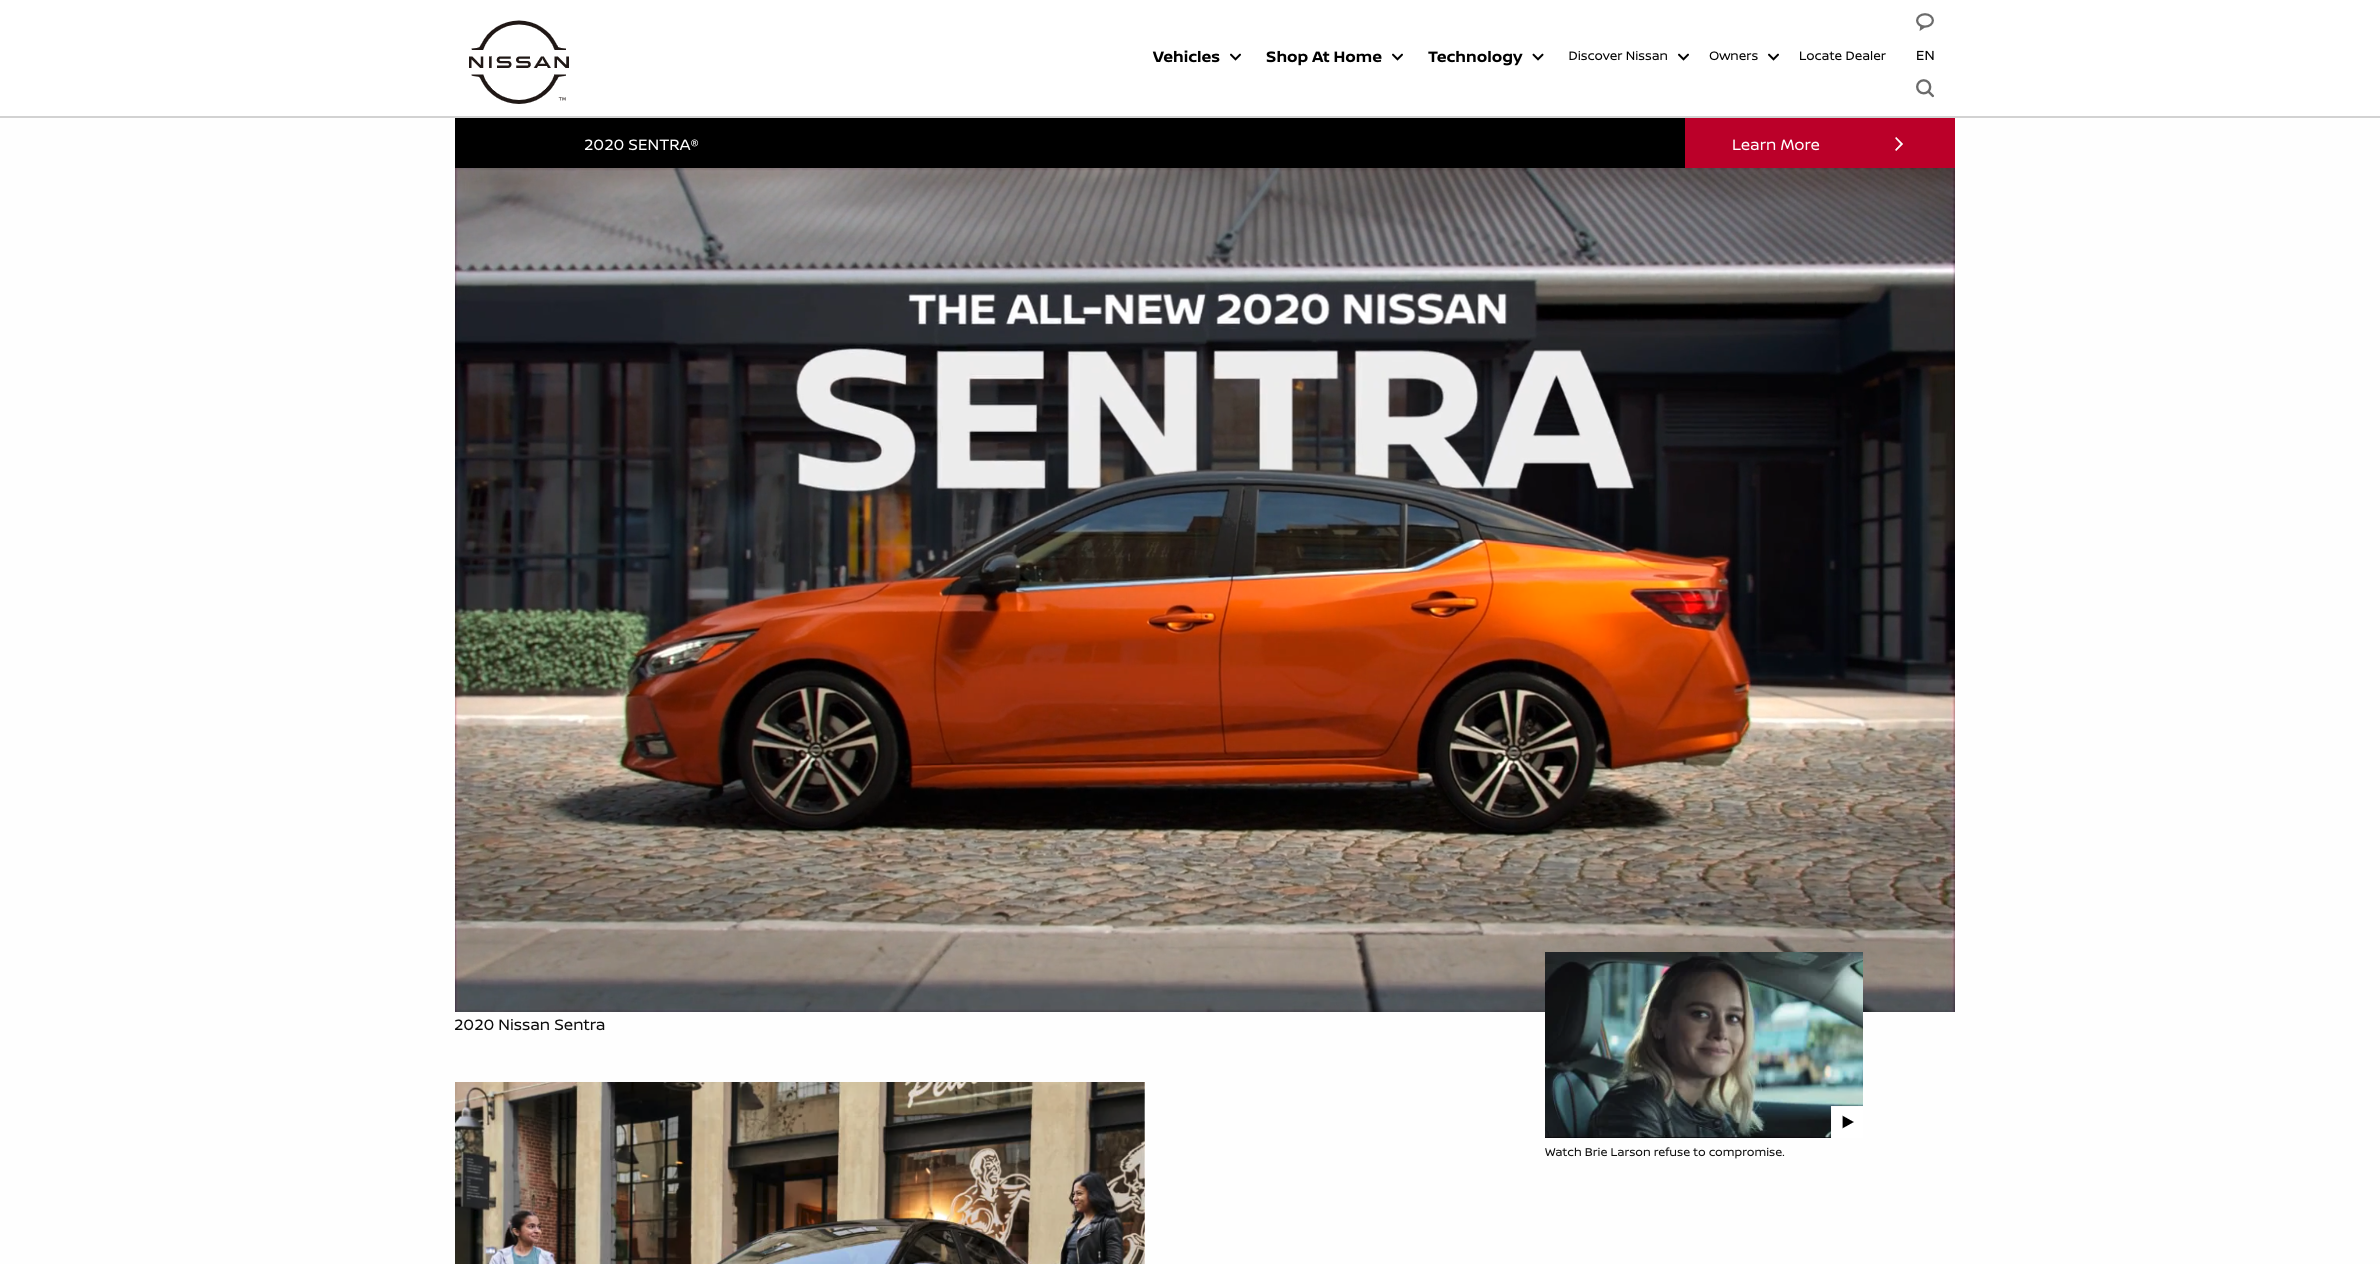 NISSAN
TM
Vehicles
Shop At Home
Technology
Discover Nissan
Owners
Locate Dealer
EN
2020 SENTRA®
Learn More
THE ALL-NEW 2020 NISSAN
SENTRA
2020 Nissan Sentra
Watch Brie Larson refuse to compromise.